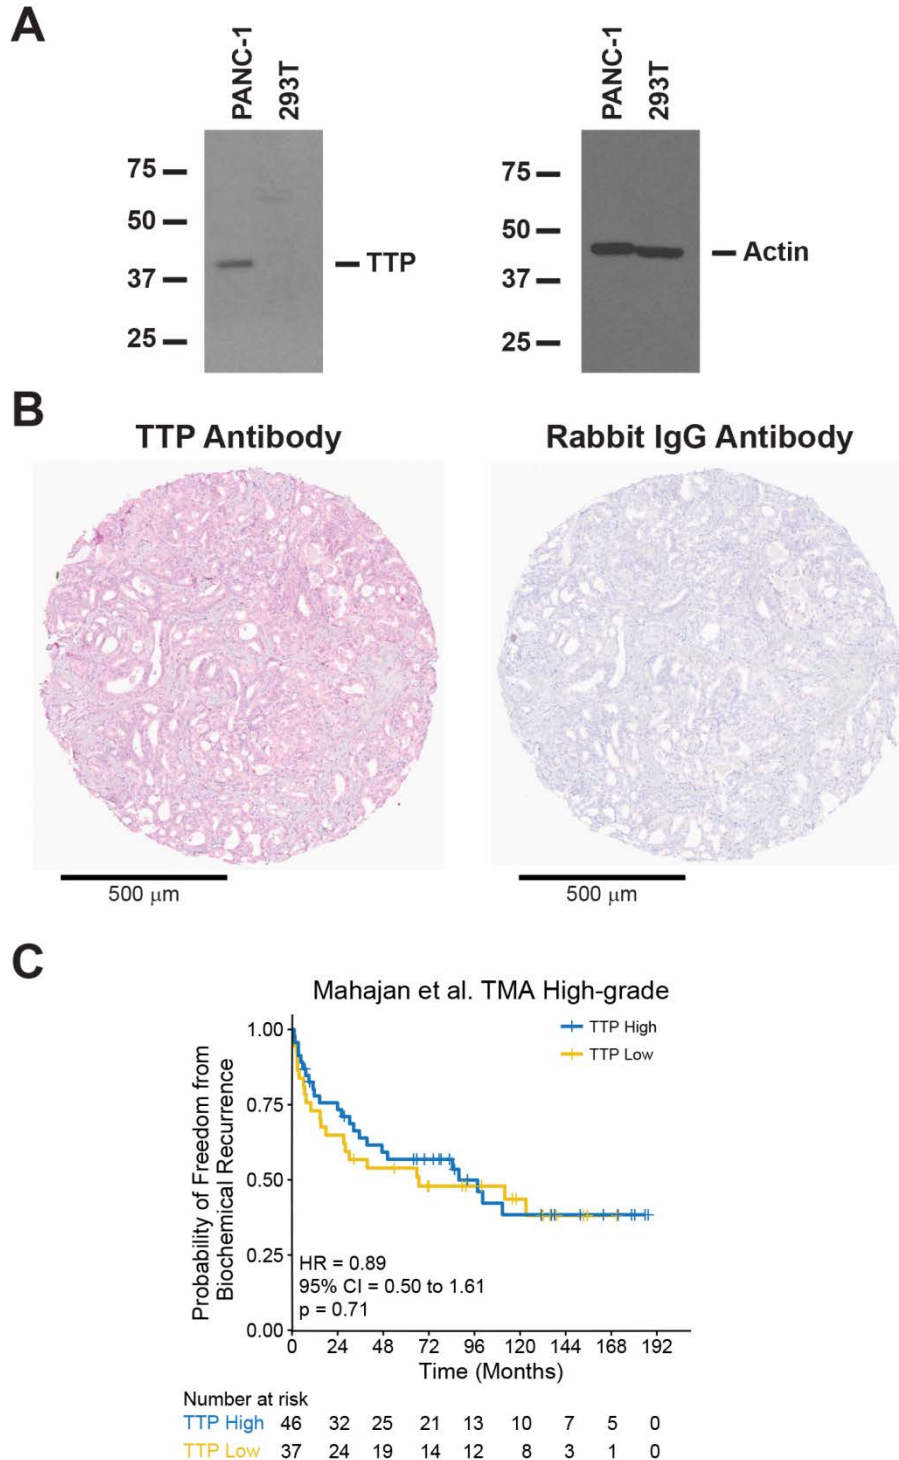 A
PANC-1
293T
75
50
37
25
TTP
PANC-1
293T
75
50
37
25
Actin
B
TTP Antibody
Rabbit IgG Antibody
500 μm
500 μm
C
Mahajan et al. TMA High-grade
TTP High
TTP Low
Probability of Freedom from
Biochemical Recurrence
1.00
0.75
0.50
0.25
0.00
HR = 0.89
95% CI = 0.50 to 1.61
p = 0.71
0 24 48 72 96 120 144 168 192
Time (Months)
Number at risk
TTP High 46 32 25 21 13 10 7 5 0
TTP Low 37 24 19 14 12 8 3 1 0